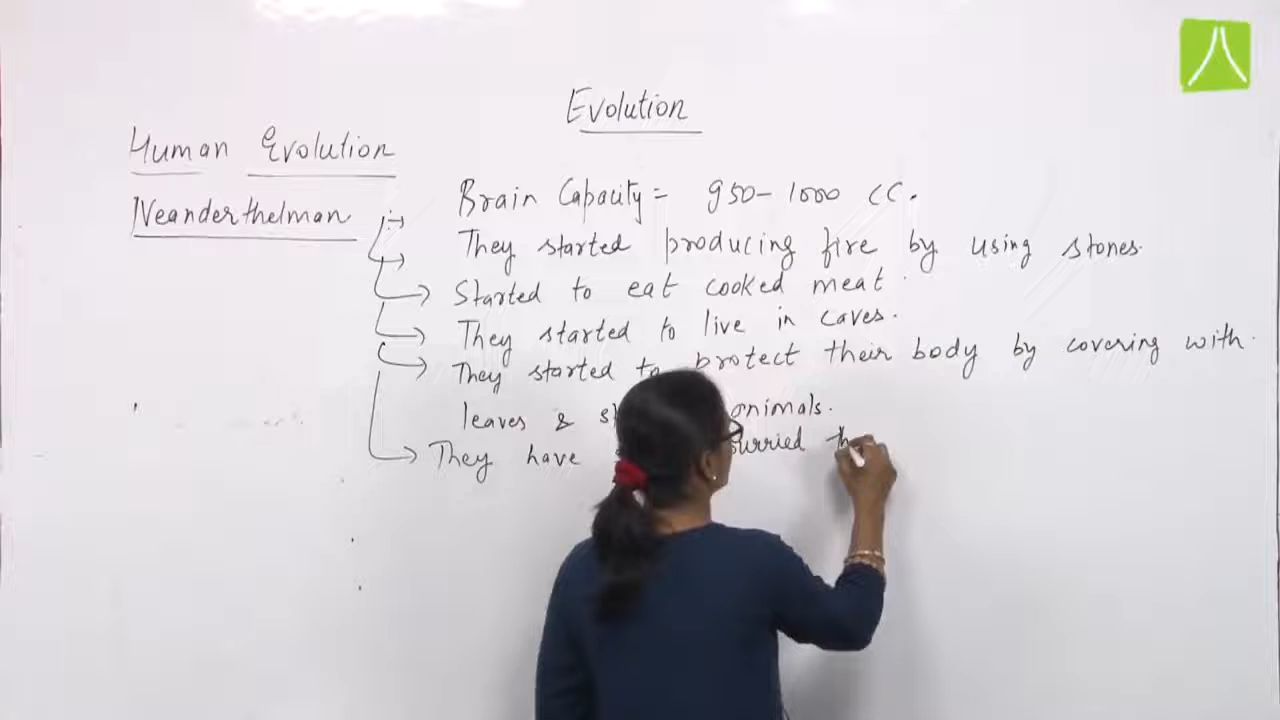 Evolution
Human Evolution
Neanderthelman
Brain Capacity = 950-1000 CC.
They started producing fire by using stones.
Started to eat cooked meat.
They started to live in caves.
They started to protect their body by covering with
leaves & animals.
They have